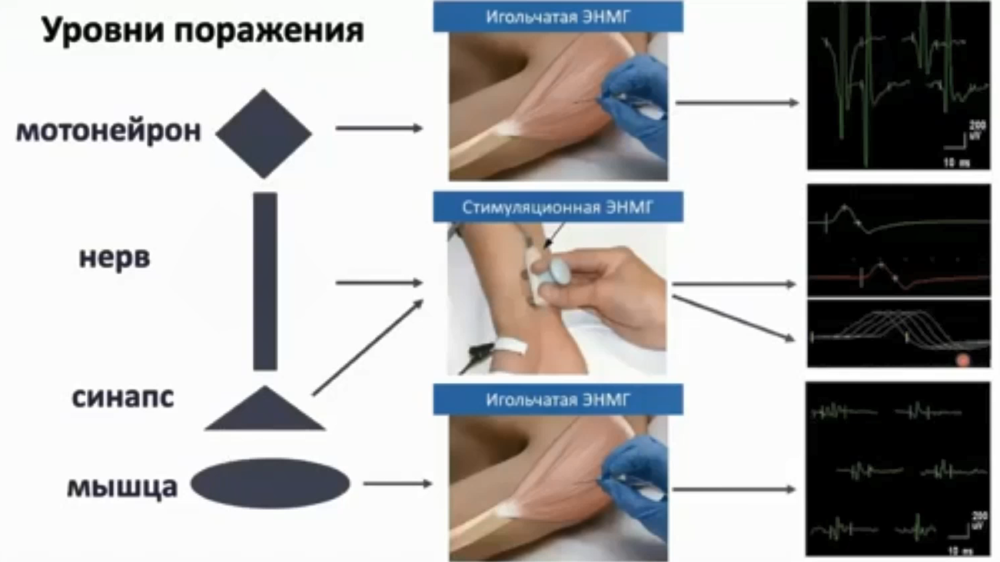 Уровни поражения
мотонейрон
нерв
синапс
мышца
Игольчатая ЭНМГ
Стимуляционная ЭНМГ
Игольчатая ЭНМГ
200
uV
10 ms
200
uV
10 ms